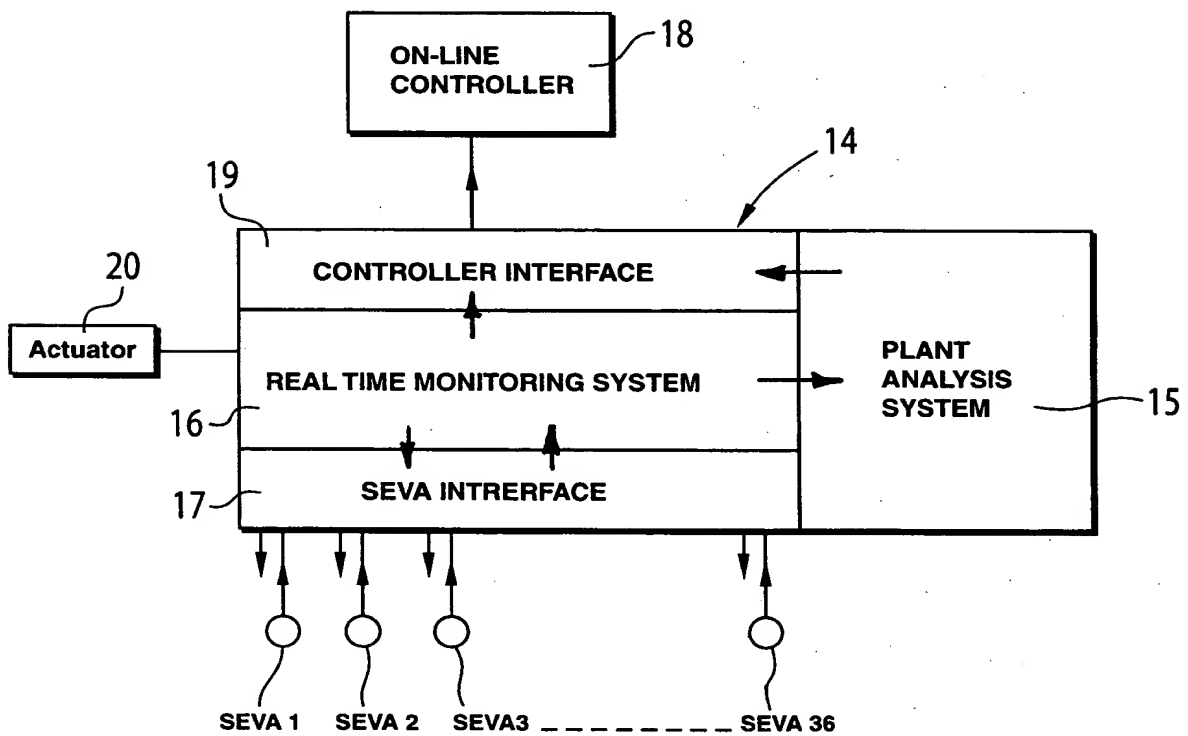 ON-LINE
CONTROLLER
18
14
19
CONTROLLER INTERFACE
20
Actuator
REAL TIME MONITORING SYSTEM
16
PLANT
ANALYSIS
SYSTEM
15
17
SEVA INTRERFACE
SEVA 1
SEVA 2
SEVA3
SEVA 36